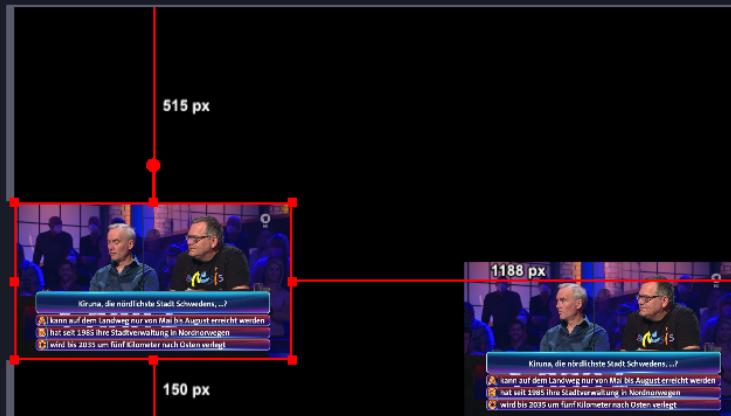 515 px
1188 px
Kiruna, die nördlichste Stadt Schwedens, ...?
A kann auf dem Landweg nur von Mai bis August erreicht werden
B hat seit 1985 ihre Stadtverwaltung in Nordnorwegen
C wird bis 2035 um fünf Kilometer nach Osten verlegt
150 px
Kiruna, die nördlichste Stadt Schwedens, ...?
A kann auf dem Landweg nur von Mai bis August erreicht werden
B hat seit 1985 ihre Stadtverwaltung in Nordnorwegen
C wird bis 2035 um fünf Kilometer nach Osten verlegt